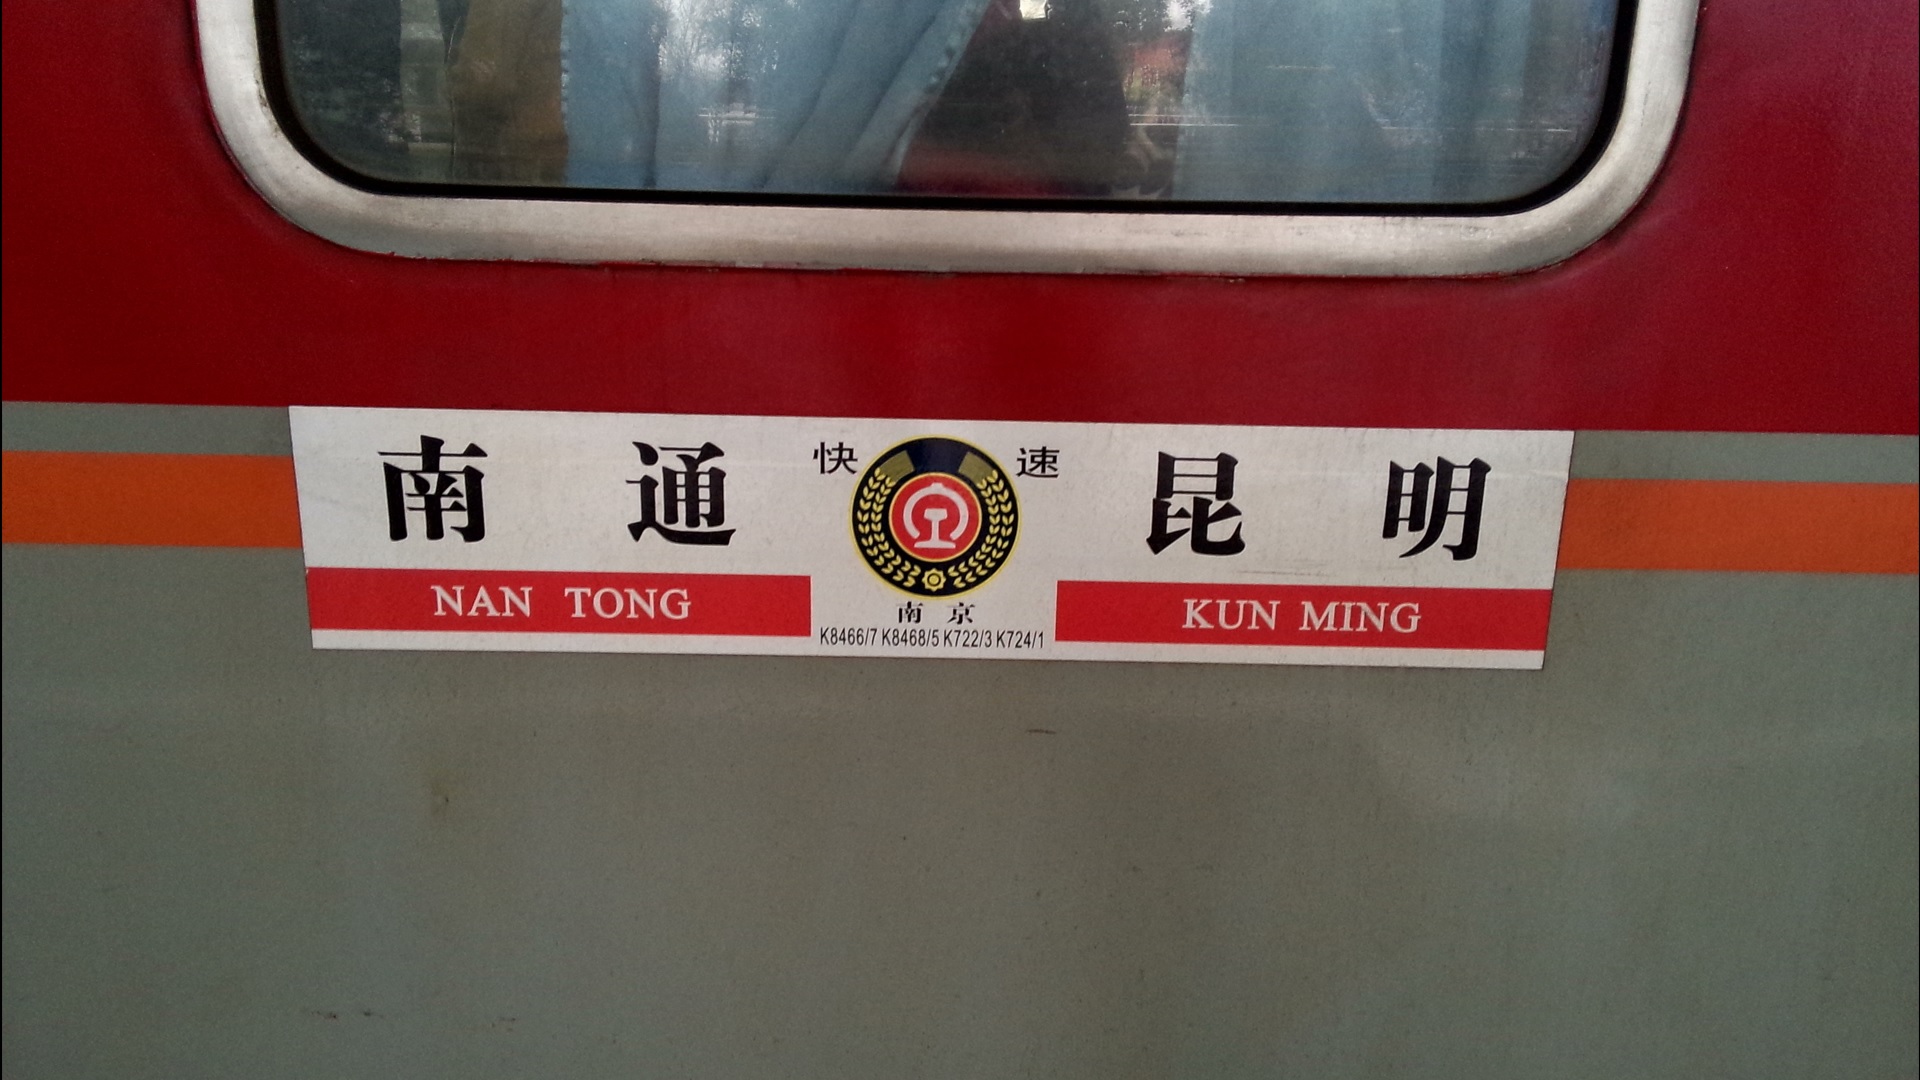 南通 快速 昆明
NAN TONG 南京 KUN MING
K8466/7 K8468/5 K722/3 K724/1